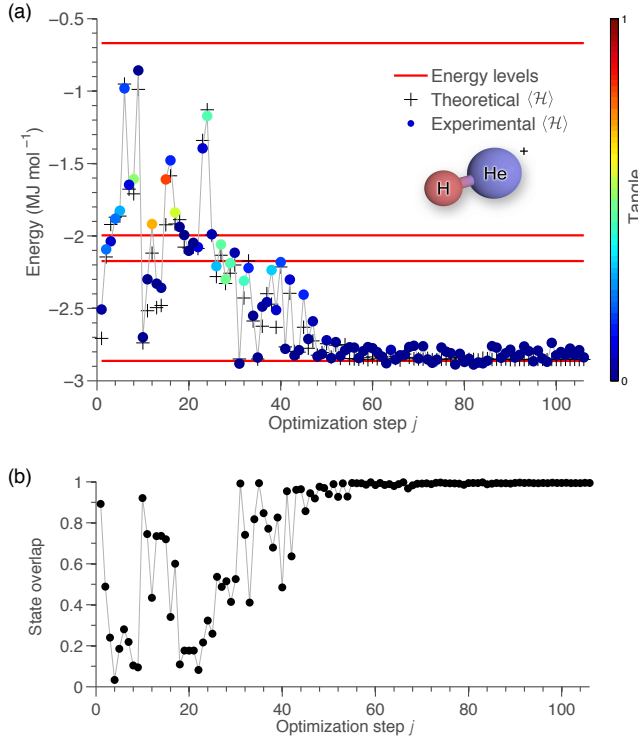 (a)
−0.5
−1
−1.5
−2
−2.5
−3
Energy (MJ mol⁻¹)
0
20
40
60
80
100
Optimization step j
Energy levels
Theoretical ⟨H⟩
Experimental ⟨H⟩
H
He
+
1
0
Tangle
(b)
1
0.8
0.6
0.4
0.2
0
State overlap
0
20
40
60
80
100
Optimization step j